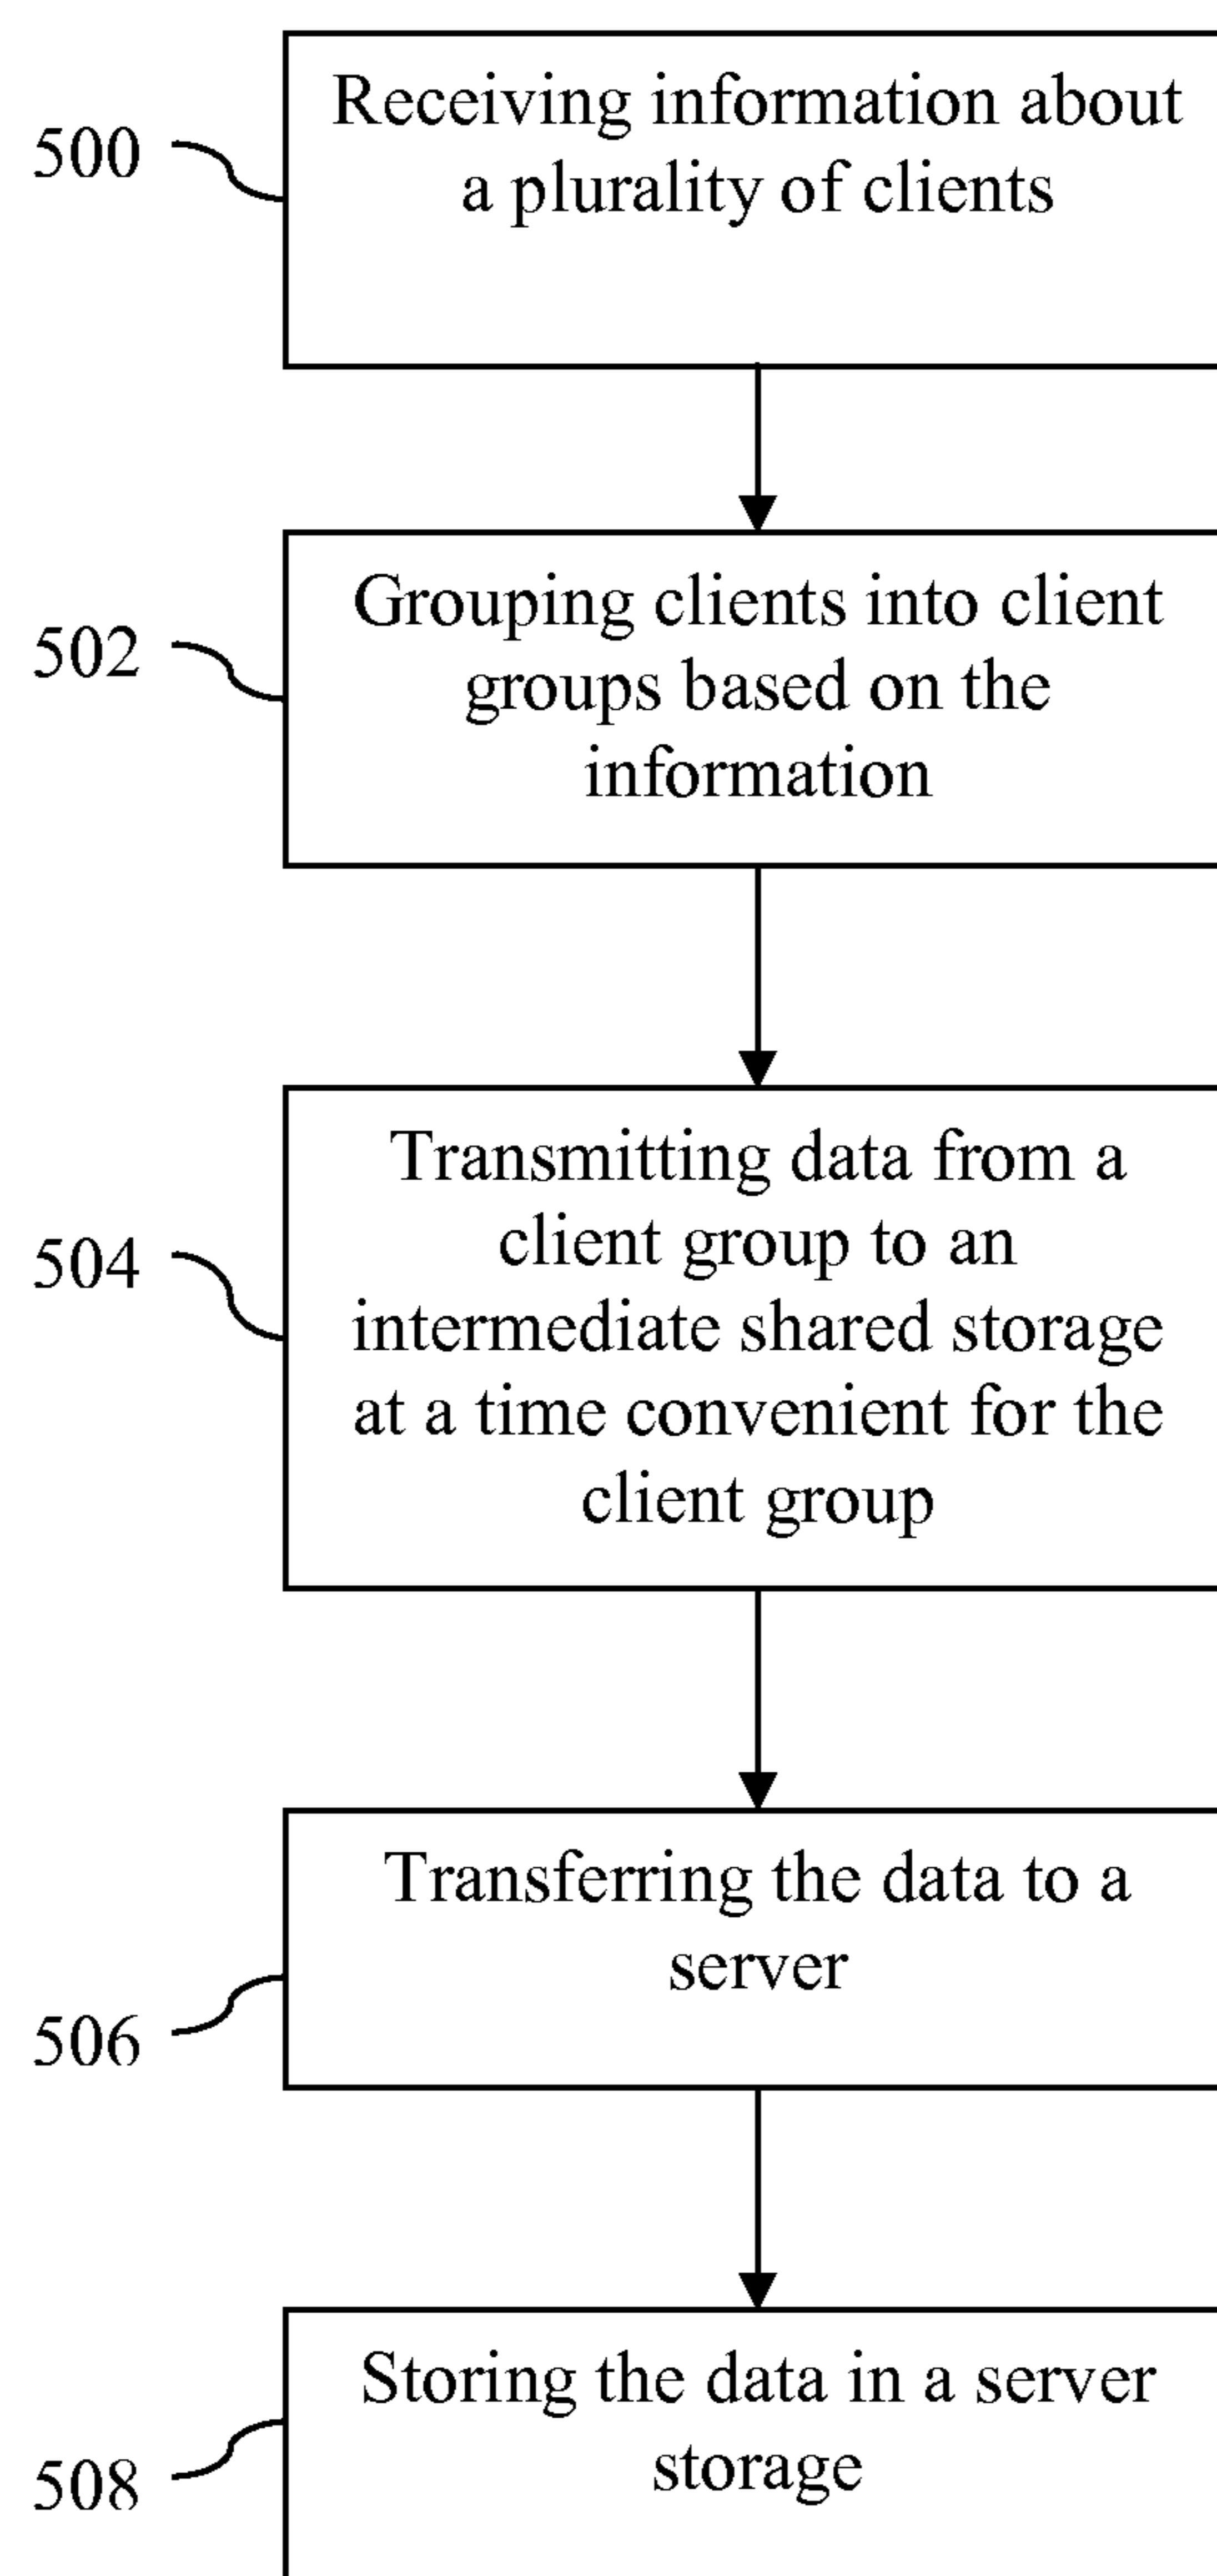 500
Receiving information about
a plurality of clients
502
Grouping clients into client
groups based on the
information
504
Transmitting data from a
client group to an
intermediate shared storage
at a time convenient for the
client group
506
Transferring the data to a
server
508
Storing the data in a server
storage